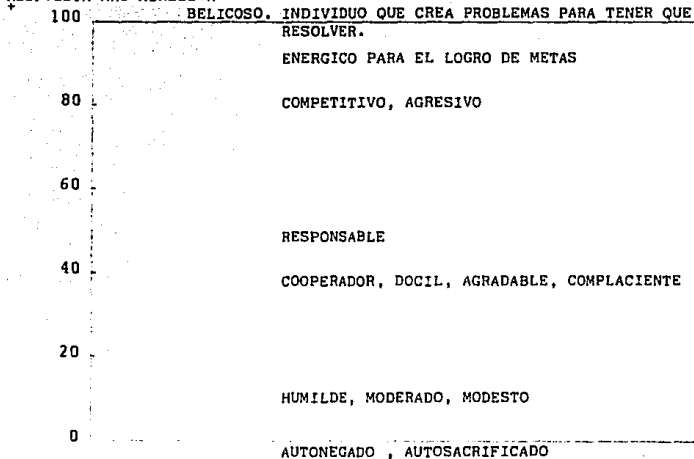 +
100 BELICOSO. INDIVIDUO QUE CREA PROBLEMAS PARA TENER QUE
RESOLVER.
ENERGICO PARA EL LOGRO DE METAS
80 COMPETITIVO, AGRESIVO
60
RESPONSABLE
40
COOPERADOR, DOCIL, AGRADABLE, COMPLACIENTE
20
HUMILDE, MODERADO, MODESTO
0
AUTONEGADO , AUTOSACRIFICADO